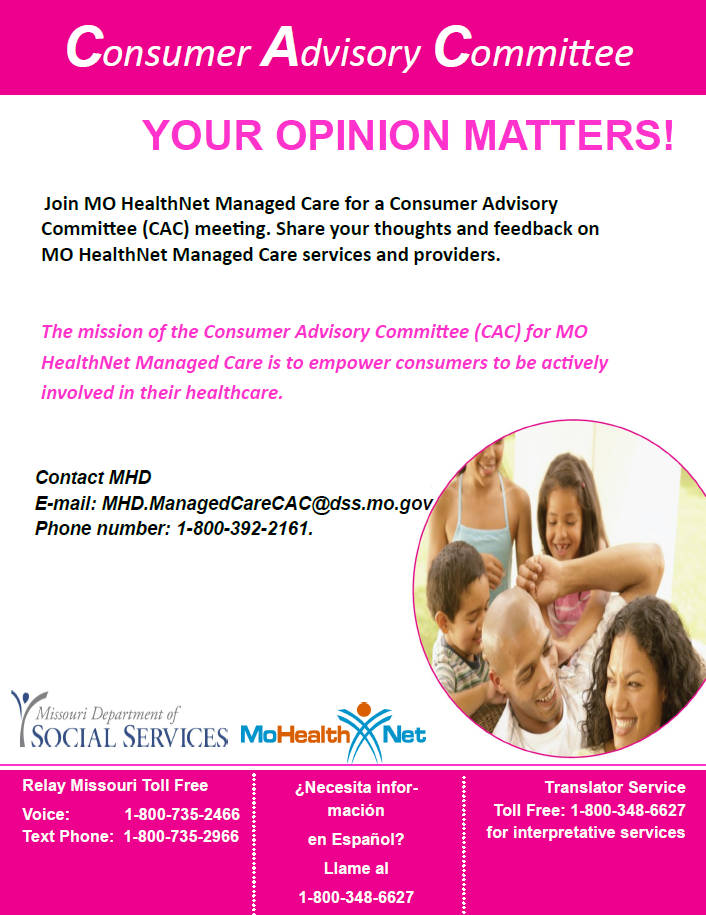 Consumer Advisory Committee
YOUR OPINION MATTERS!
Join MO HealthNet Managed Care for a Consumer Advisory
Committee (CAC) meeting. Share your thoughts and feedback on
MO HealthNet Managed Care services and providers.
The mission of the Consumer Advisory Committee (CAC) for MO
HealthNet Managed Care is to empower consumers to be actively
involved in their healthcare.
Contact MHD
E-mail: MHD.ManagedCareCAC@dss.mo.gov
Phone number: 1-800-392-2161.
Missouri Department of
SOCIAL SERVICES
MoHealth Net
Relay Missouri Toll Free
Voice: 1-800-735-2466
Text Phone: 1-800-735-2966
¿Necesita infor-
mación
en Español?
Llame al
1-800-348-6627
Translator Service
Toll Free: 1-800-348-6627
for interpretative services